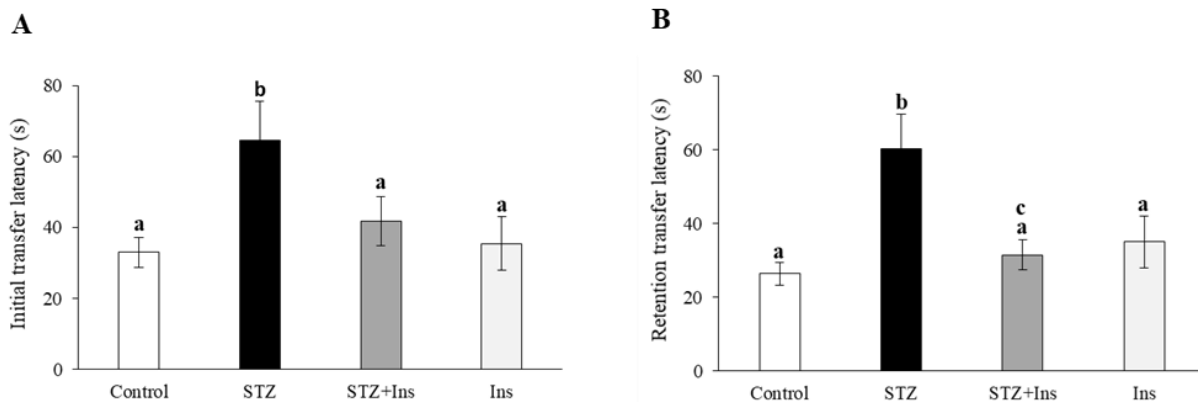 A
Initial transfer latency (s)
80
60
40
20
0
a
b
a
a
Control STZ STZ+Ins Ins
B
Retention transfer latency (s)
80
60
40
20
0
a
b
c
a
a
Control STZ STZ+Ins Ins